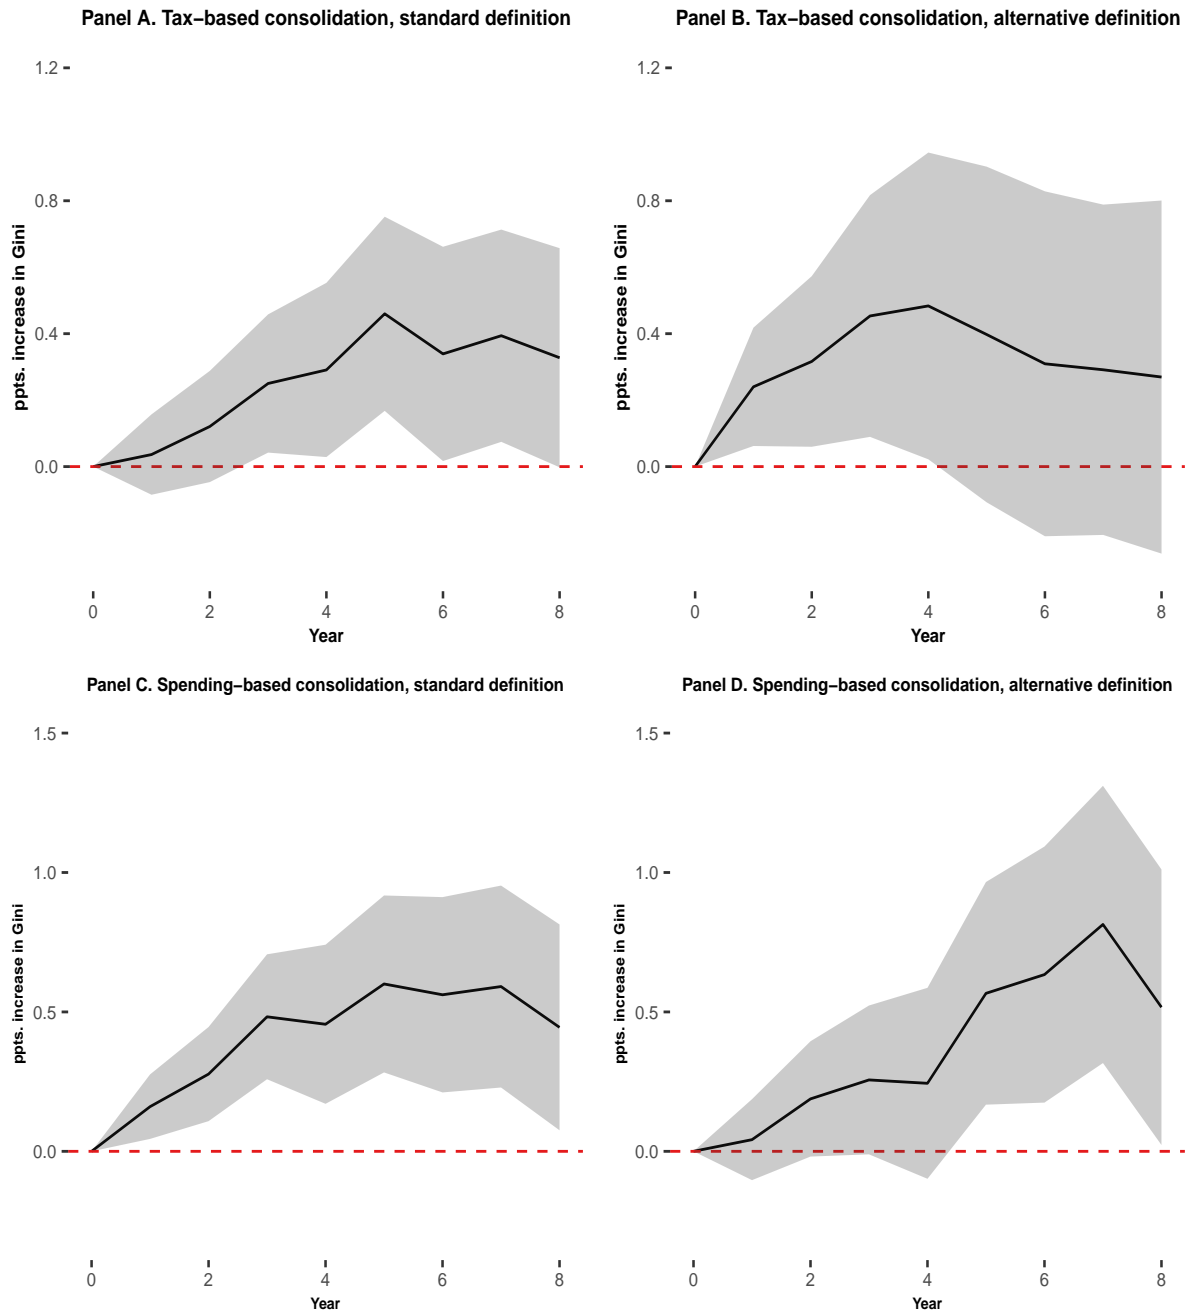 Panel A. Tax−based consolidation, standard definition
1.2
0.8
0.4
0.0
ppts. increase in Gini
0 2 4 6 8
Year
Panel B. Tax−based consolidation, alternative definition
1.2
0.8
0.4
0.0
ppts. increase in Gini
0 2 4 6 8
Year
Panel C. Spending−based consolidation, standard definition
1.5
1.0
0.5
0.0
ppts. increase in Gini
0 2 4 6 8
Year
Panel D. Spending−based consolidation, alternative definition
1.5
1.0
0.5
0.0
ppts. increase in Gini
0 2 4 6 8
Year